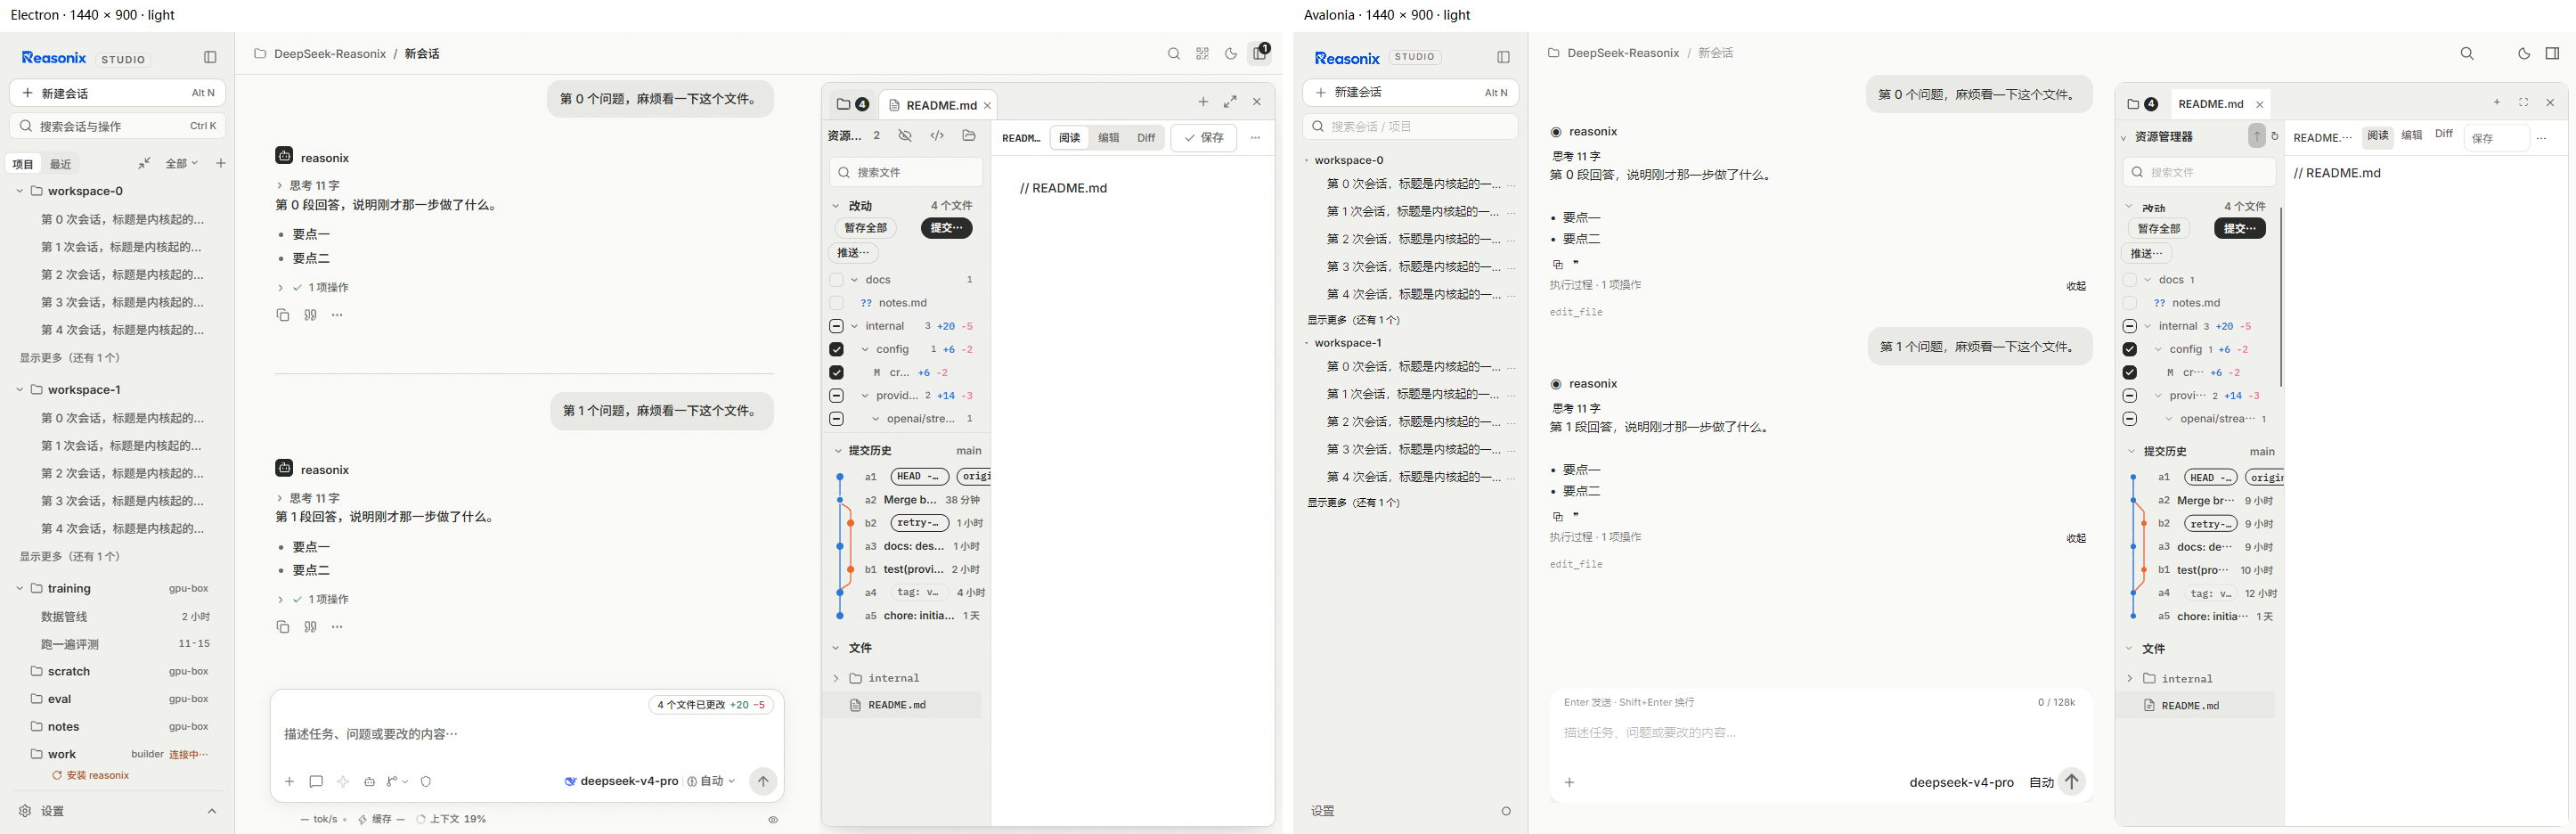 Electron · 1440 × 900 · light
Reasonix STUDIO
新建会话 Alt N
搜索会话与操作 Ctrl K
项目 最近 全部
workspace-0
第 0 次会话，标题是内核起的...
第 1 次会话，标题是内核起的...
第 2 次会话，标题是内核起的...
第 3 次会话，标题是内核起的...
第 4 次会话，标题是内核起的...
显示更多（还有 1 个）
workspace-1
第 0 次会话，标题是内核起的...
第 1 次会话，标题是内核起的...
第 2 次会话，标题是内核起的...
第 3 次会话，标题是内核起的...
第 4 次会话，标题是内核起的...
显示更多（还有 1 个）
training gpu-box
数据管线 2 小时
跑一遍评测 11-15
scratch gpu-box
eval gpu-box
notes gpu-box
work builder 连接中···
安装 reasonix
设置
DeepSeek-Reasonix / 新会话
1
第 0 个问题，麻烦看一下这个文件。
reasonix
思考 11 字
第 0 段回答，说明刚才那一步做了什么。
• 要点一
• 要点二
1 项操作
第 1 个问题，麻烦看一下这个文件。
reasonix
思考 11 字
第 1 段回答，说明刚才那一步做了什么。
• 要点一
• 要点二
1 项操作
4 个文件已更改 +20 −5
描述任务、问题或要改的内容···
deepseek-v4-pro 自动
— tok/s 缓存 — 上下文 19%
4 README.md
资源... 2
搜索文件
改动 4 个文件
暂存全部 提交···
推送···
docs 1
?? notes.md
internal 3 +20 -5
config 1 +6 -2
M cr... +6 -2
provid... 2 +14 -3
openai/strea... 1
提交历史 main
a1 HEAD -… origi
a2 Merge b... 38 分钟
b2 retry-… 1 小时
a3 docs: des... 1 小时
b1 test(provi... 2 小时
a4 tag: v… 4 小时
a5 chore: initia... 1 天
文件
internal
README.md
READM... 阅读 编辑 Diff 保存 ···
// README.md
Avalonia · 1440 × 900 · light
Reasonix STUDIO
新建会话 Alt N
搜索会话 / 项目
workspace-0
第 0 次会话，标题是内核起的一... ...
第 1 次会话，标题是内核起的一... ...
第 2 次会话，标题是内核起的一... ...
第 3 次会话，标题是内核起的一... ...
第 4 次会话，标题是内核起的一... ...
显示更多（还有 1 个）
workspace-1
第 0 次会话，标题是内核起的一... ...
第 1 次会话，标题是内核起的一... ...
第 2 次会话，标题是内核起的一... ...
第 3 次会话，标题是内核起的一... ...
第 4 次会话，标题是内核起的一... ...
显示更多（还有 1 个）
设置
DeepSeek-Reasonix / 新会话
第 0 个问题，麻烦看一下这个文件。
reasonix
思考 11 字
第 0 段回答，说明刚才那一步做了什么。
• 要点一
• 要点二
执行过程 · 1 项操作 收起
edit_file
第 1 个问题，麻烦看一下这个文件。
reasonix
思考 11 字
第 1 段回答，说明刚才那一步做了什么。
• 要点一
• 要点二
执行过程 · 1 项操作 收起
edit_file
Enter 发送 · Shift+Enter 换行 0 / 128k
描述任务、问题或要改的内容...
deepseek-v4-pro 自动
4 README.md
资源管理器
搜索文件
改动 4 个文件
暂存全部 提交···
推送···
docs 1
?? notes.md
internal 3 +20 -5
config 1 +6 -2
M cr··· +6 -2
provi··· 2 +14 -3
openai/strea··· 1
提交历史 main
a1 HEAD -… origin
a2 Merge br··· 9 小时
b2 retry-… 9 小时
a3 docs: de··· 9 小时
b1 test(pro··· 10 小时
a4 tag: v… 12 小时
a5 chore: initia··· 1 天
文件
internal
README.md
README.··· 阅读 编辑 Diff 保存 ···
// README.md